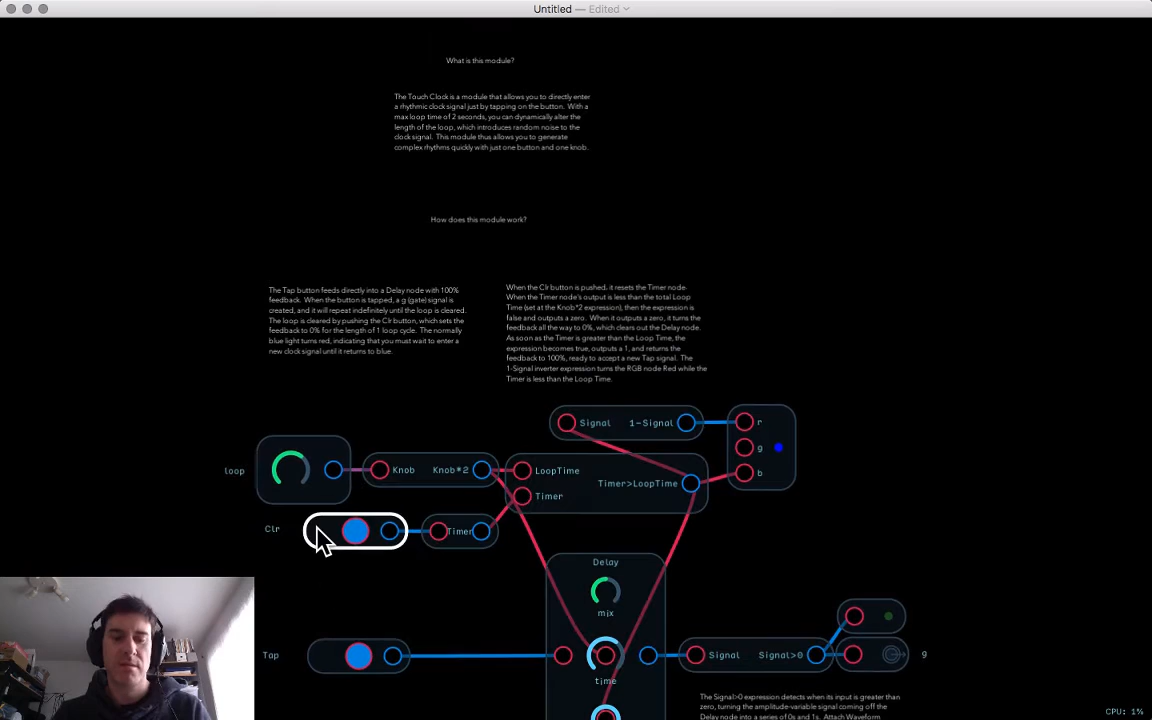 Untitled — Edited
What is this module?
The Touch Clock is a module that allows you to directly enter
a rhythmic clock signal just by tapping on the button. With a
max loop time of 2 seconds, you can dynamically alter the
length of the loop, which introduces random noise to the
clock signal. This module thus allows you to generate
complex rhythms quickly with just one button and one knob.
How does this module work?
The Tap button feeds directly into a Delay node with 100%
feedback. When the button is tapped, a g (gate) signal is
created, and it will repeat indefinitely until the loop is cleared.
The loop is cleared by pushing the Clr button, which sets the
feedback to 0% for the length of 1 loop cycle. The normally
blue light turns red, indicating that you must wait to enter a
new clock signal until it returns to blue.
When the Clr button is pushed, it resets the Timer node.
When the Timer node's output is less than the total Loop
Time (set at the Knob*2 expression), then the expression is
false and outputs a zero. When it outputs a zero, it turns the
feedback all the way to 0%, which clears out the Delay node.
As soon as the Timer is greater than the Loop Time, the
expression becomes true, outputs a 1, and returns the
feedback to 100%, ready to accept a new Tap signal. The
1-Signal inverter expression turns the RGB node Red while the
Timer is less than the Loop Time.
Signal 1-Signal r
g
b
loop Knob Knob*2 LoopTime
Timer>LoopTime
Timer
Clr Timer
Delay
mix
Tap Signal Signal>0 g
time
The Signal>0 expression detects when its input is greater than
zero, turning the amplitude-variable signal coming off the
Delay node into a series of 0s and 1s. Attach Waveform
CPU: 1%